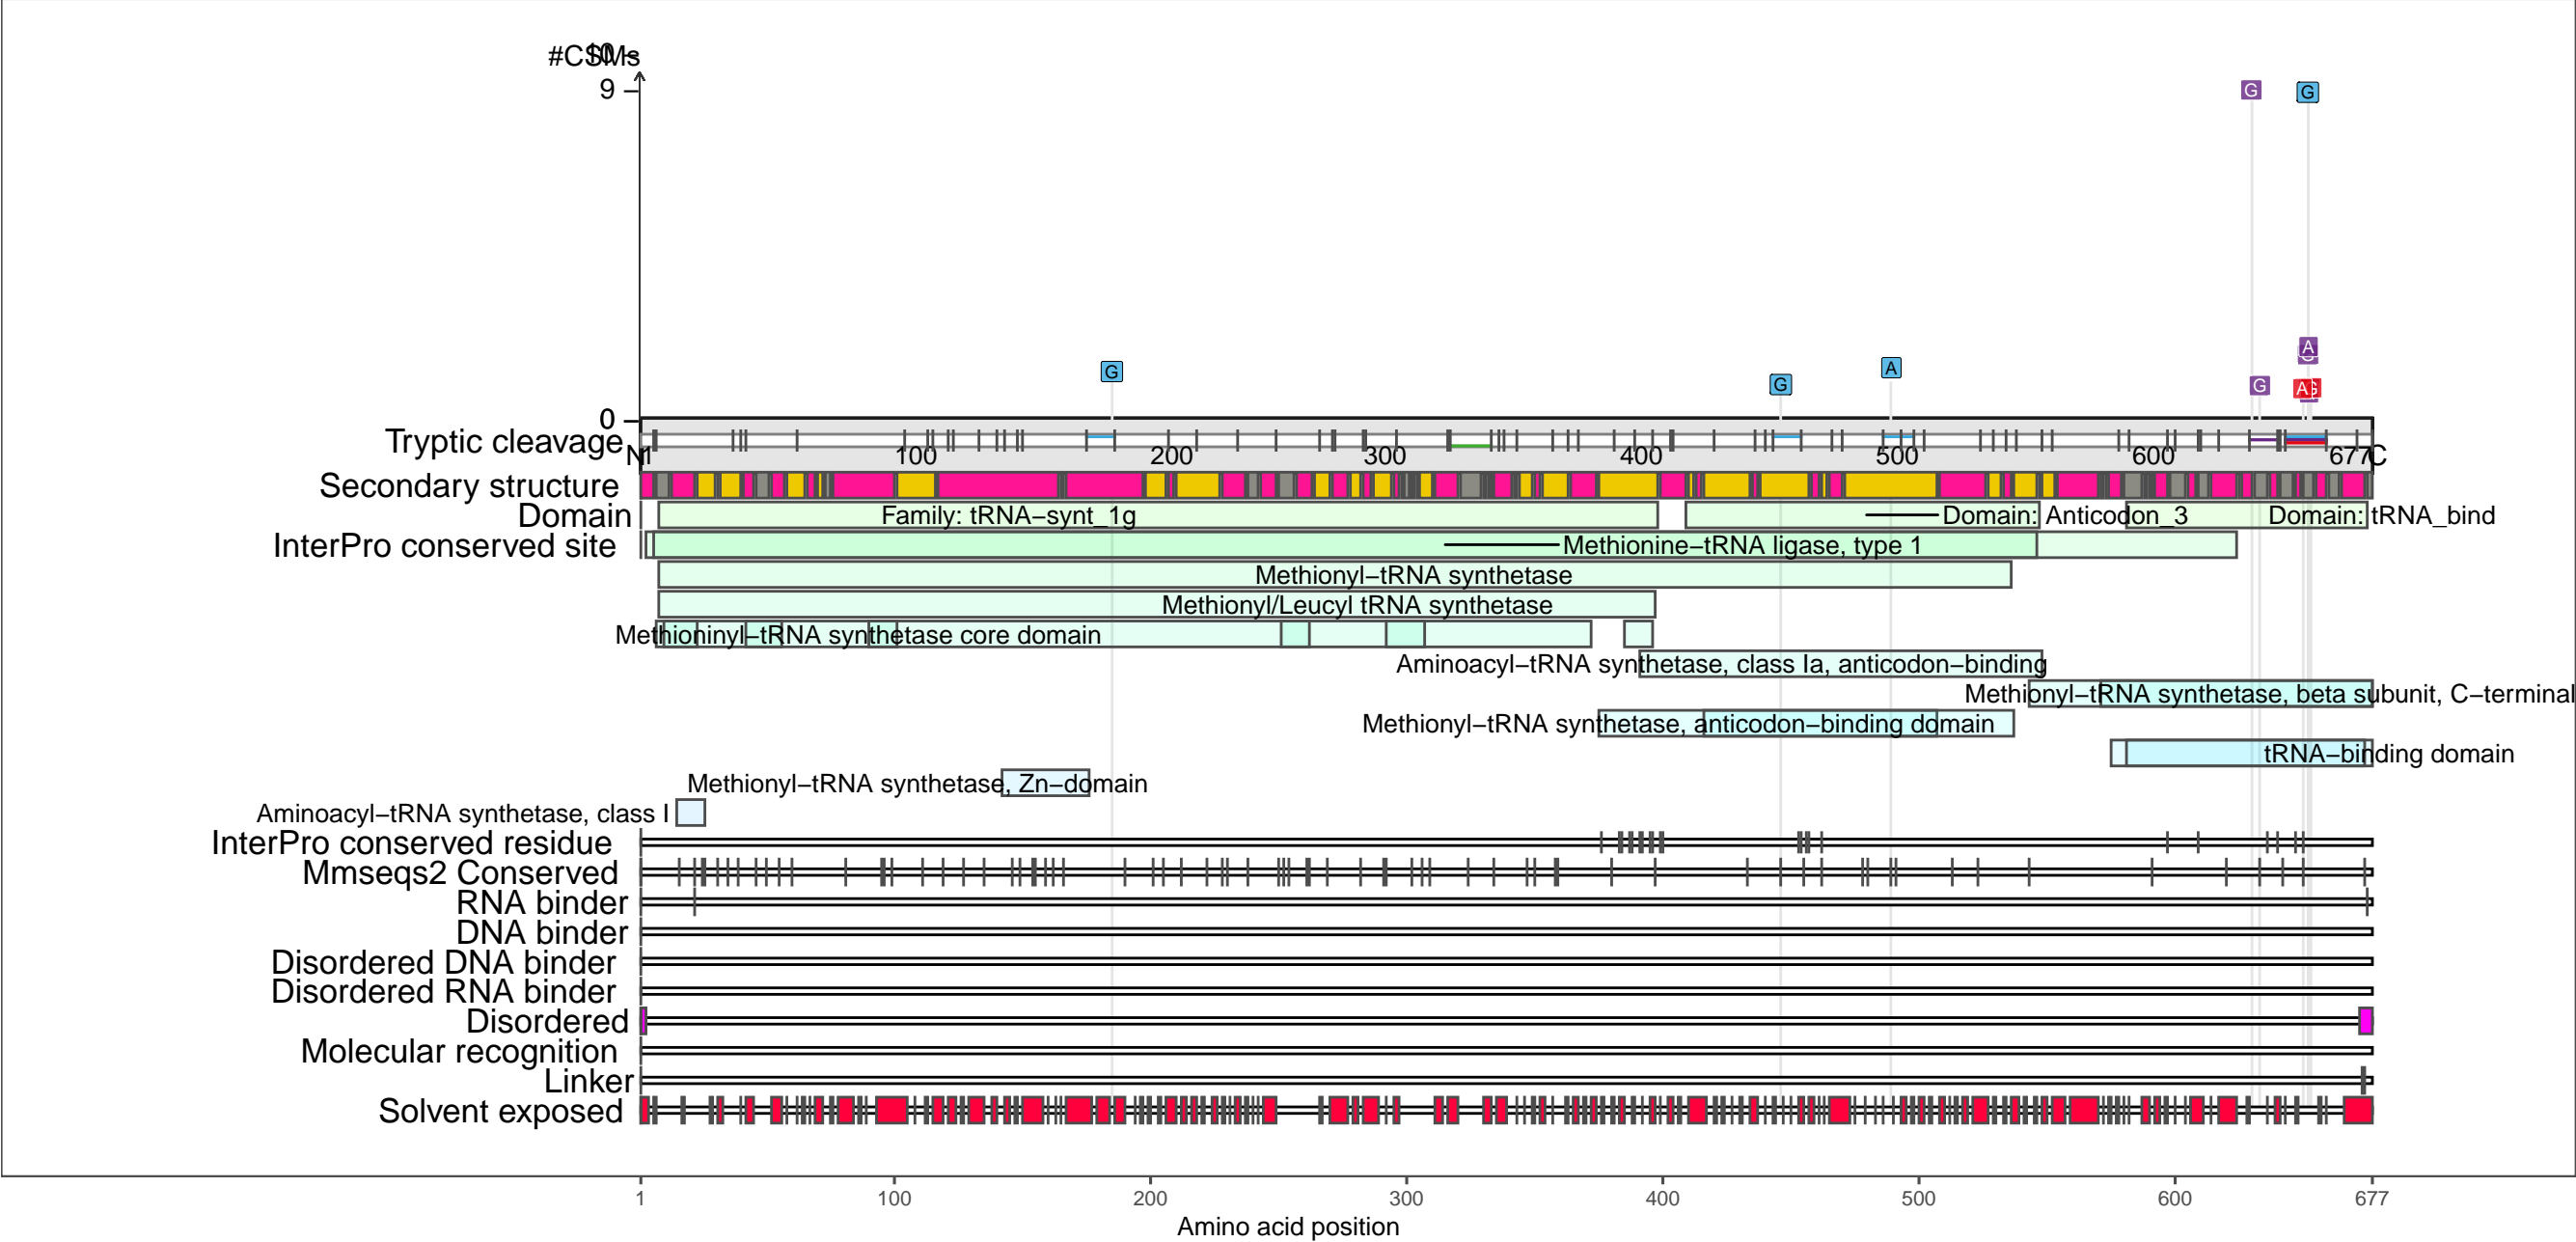 #CSMs
10
9
G
G
G
A
G
A
G
G
A
0
Tryptic cleavage
N
1
100
200
300
400
500
600
677
C
Secondary structure
Domain
Family: tRNA−synt_1g
Domain: Anticodon_3
Domain: tRNA_bind
InterPro conserved site
Methionine−tRNA ligase, type 1
Methionyl−tRNA synthetase
Methionyl/Leucyl tRNA synthetase
Methioninyl−tRNA synthetase core domain
Aminoacyl−tRNA synthetase, class Ia, anticodon−binding
Methionyl−tRNA synthetase, beta subunit, C−terminal
Methionyl−tRNA synthetase, anticodon−binding domain
tRNA−binding domain
Methionyl−tRNA synthetase, Zn−domain
Aminoacyl−tRNA synthetase, class I
InterPro conserved residue
Mmseqs2 Conserved
RNA binder
DNA binder
Disordered DNA binder
Disordered RNA binder
Disordered
Molecular recognition
Linker
Solvent exposed
1 100 200 300 400 500 600 677
Amino acid position